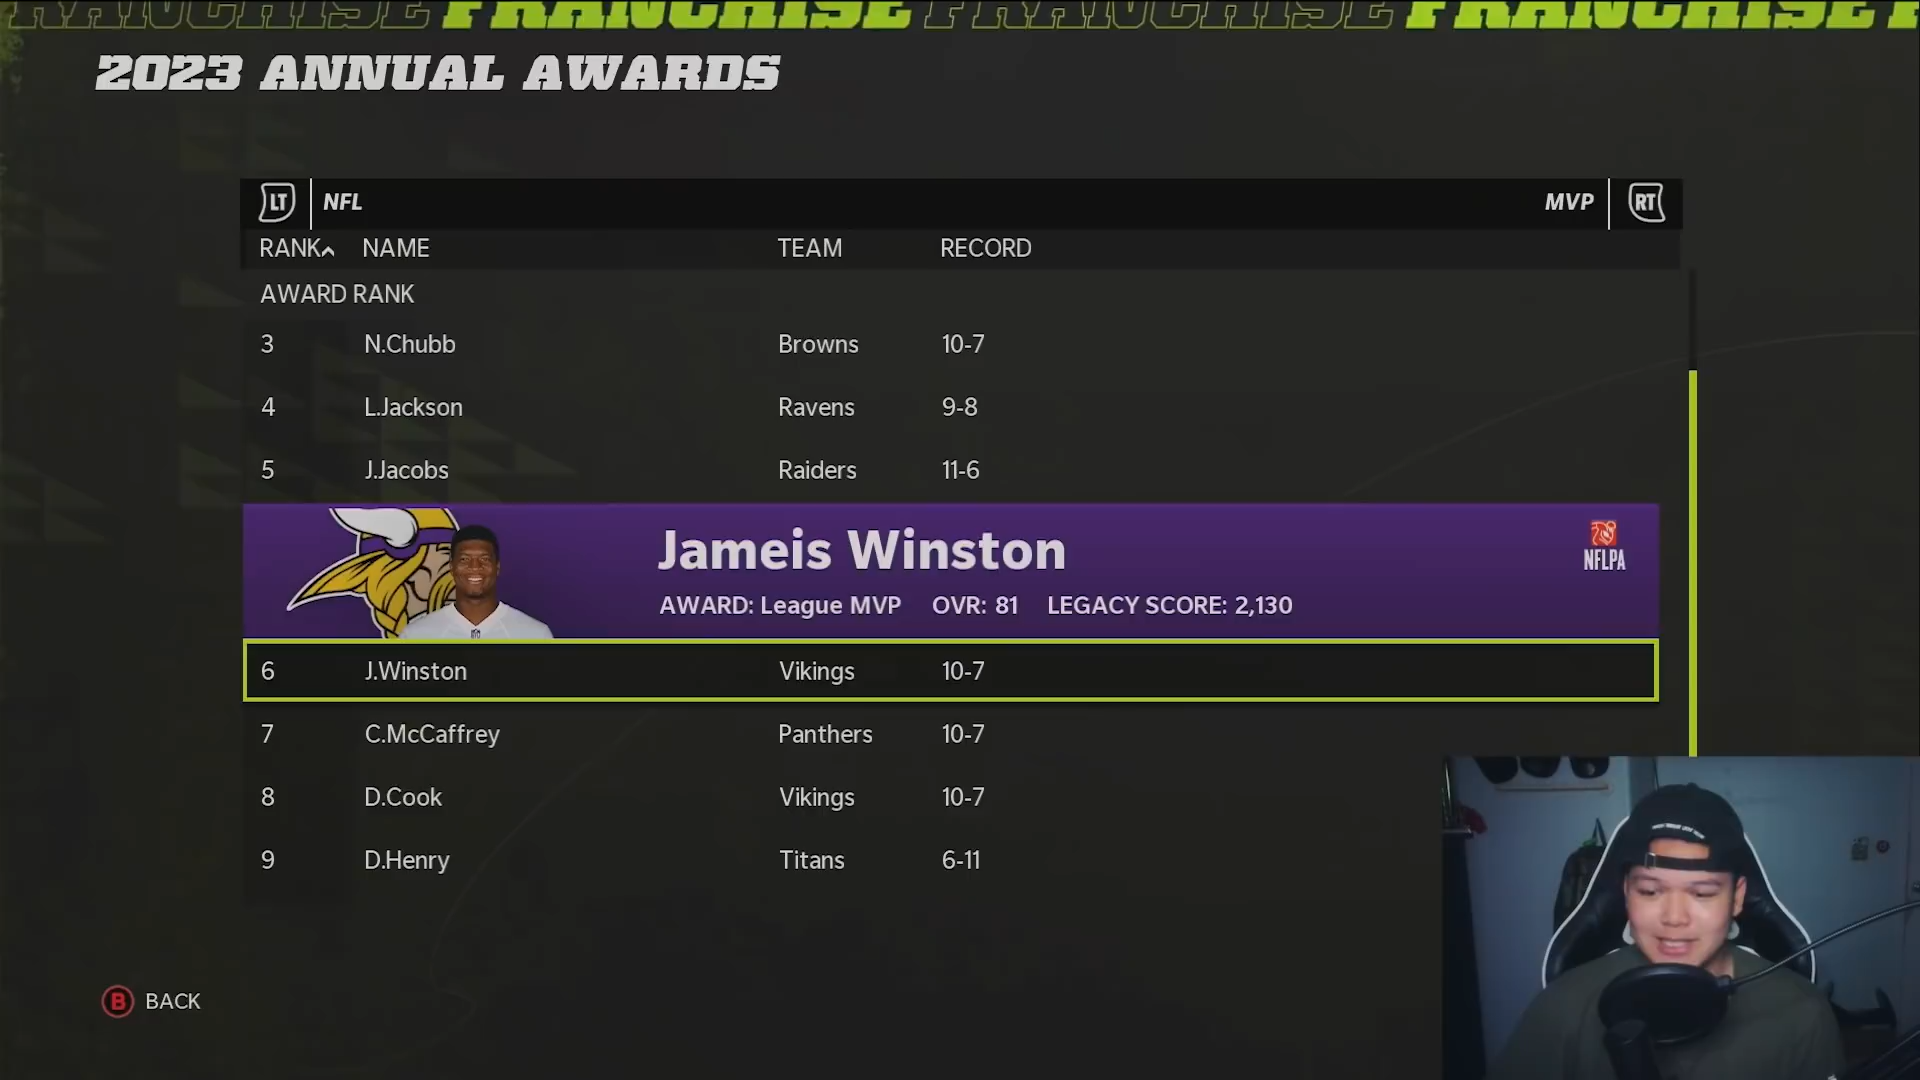 FRANCHISE FRANCHISE FRANCHISE FRANCHISE
2023 ANNUAL AWARDS
LT NFL MVP RT
RANK NAME TEAM RECORD
AWARD RANK
3 N.Chubb Browns 10-7
4 L.Jackson Ravens 9-8
5 J.Jacobs Raiders 11-6
Jameis Winston
NFLPA
AWARD: League MVP OVR: 81 LEGACY SCORE: 2,130
6 J.Winston Vikings 10-7
7 C.McCaffrey Panthers 10-7
8 D.Cook Vikings 10-7
9 D.Henry Titans 6-11
B BACK